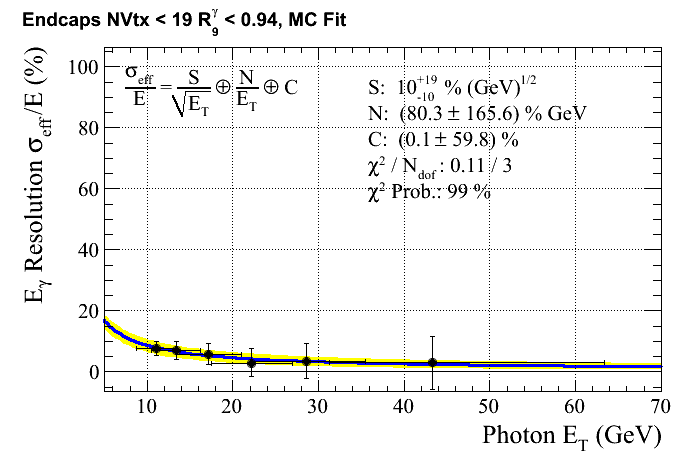 Endcaps NVtx < 19 R₉^γ < 0.94, MC Fit
E_γ Resolution σ_eff/E (%)
σ_eff/E = S/√E_T ⊕ N/E_T ⊕ C
S: 10 +19 -10 % (GeV)^1/2
N: (80.3 ± 165.6) % GeV
C: (0.1 ± 59.8) %
χ² / N_dof : 0.11 / 3
χ² Prob.: 99 %
100
80
60
40
20
0
10 20 30 40 50 60 70
Photon E_T (GeV)